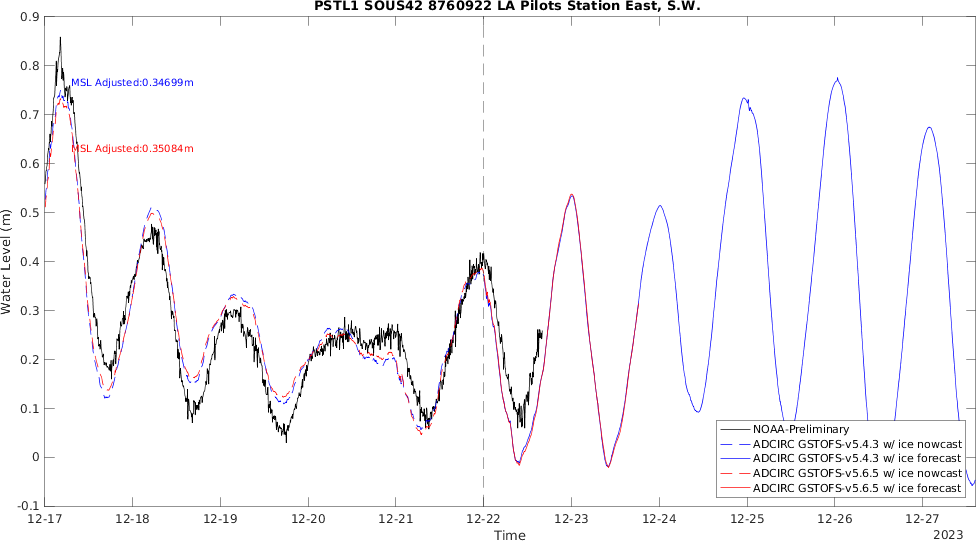 PSTL1 SOUS42 8760922 LA Pilots Station East, S.W.
0.9
0.8
0.7
0.6
0.5
0.4
0.3
0.2
0.1
0
-0.1
Water Level (m)
MSL Adjusted:0.34699m
MSL Adjusted:0.35084m
NOAA-Preliminary
ADCIRC GSTOFS-v5.4.3 w/ ice nowcast
ADCIRC GSTOFS-v5.4.3 w/ ice forecast
ADCIRC GSTOFS-v5.6.5 w/ ice nowcast
ADCIRC GSTOFS-v5.6.5 w/ ice forecast
12-17 12-18 12-19 12-20 12-21 12-22 12-23 12-24 12-25 12-26 12-27
Time
2023